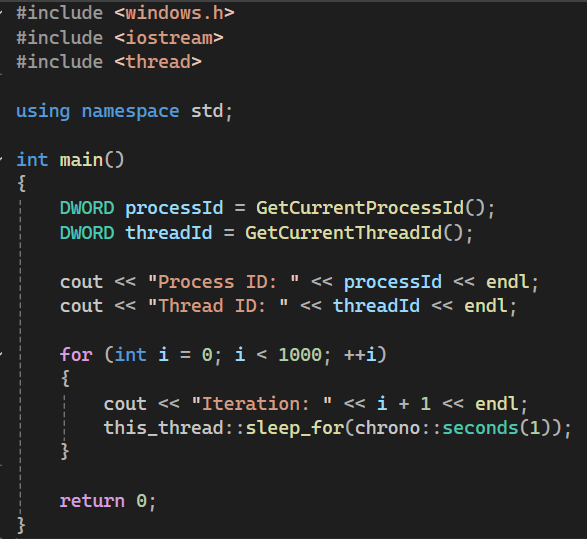 #include <windows.h>
#include <iostream>
#include <thread>

using namespace std;

int main()
{
    DWORD processId = GetCurrentProcessId();
    DWORD threadId = GetCurrentThreadId();

    cout << "Process ID: " << processId << endl;
    cout << "Thread ID: " << threadId << endl;

    for (int i = 0; i < 1000; ++i)
    {
        cout << "Iteration: " << i + 1 << endl;
        this_thread::sleep_for(chrono::seconds(1));
    }

    return 0;
}